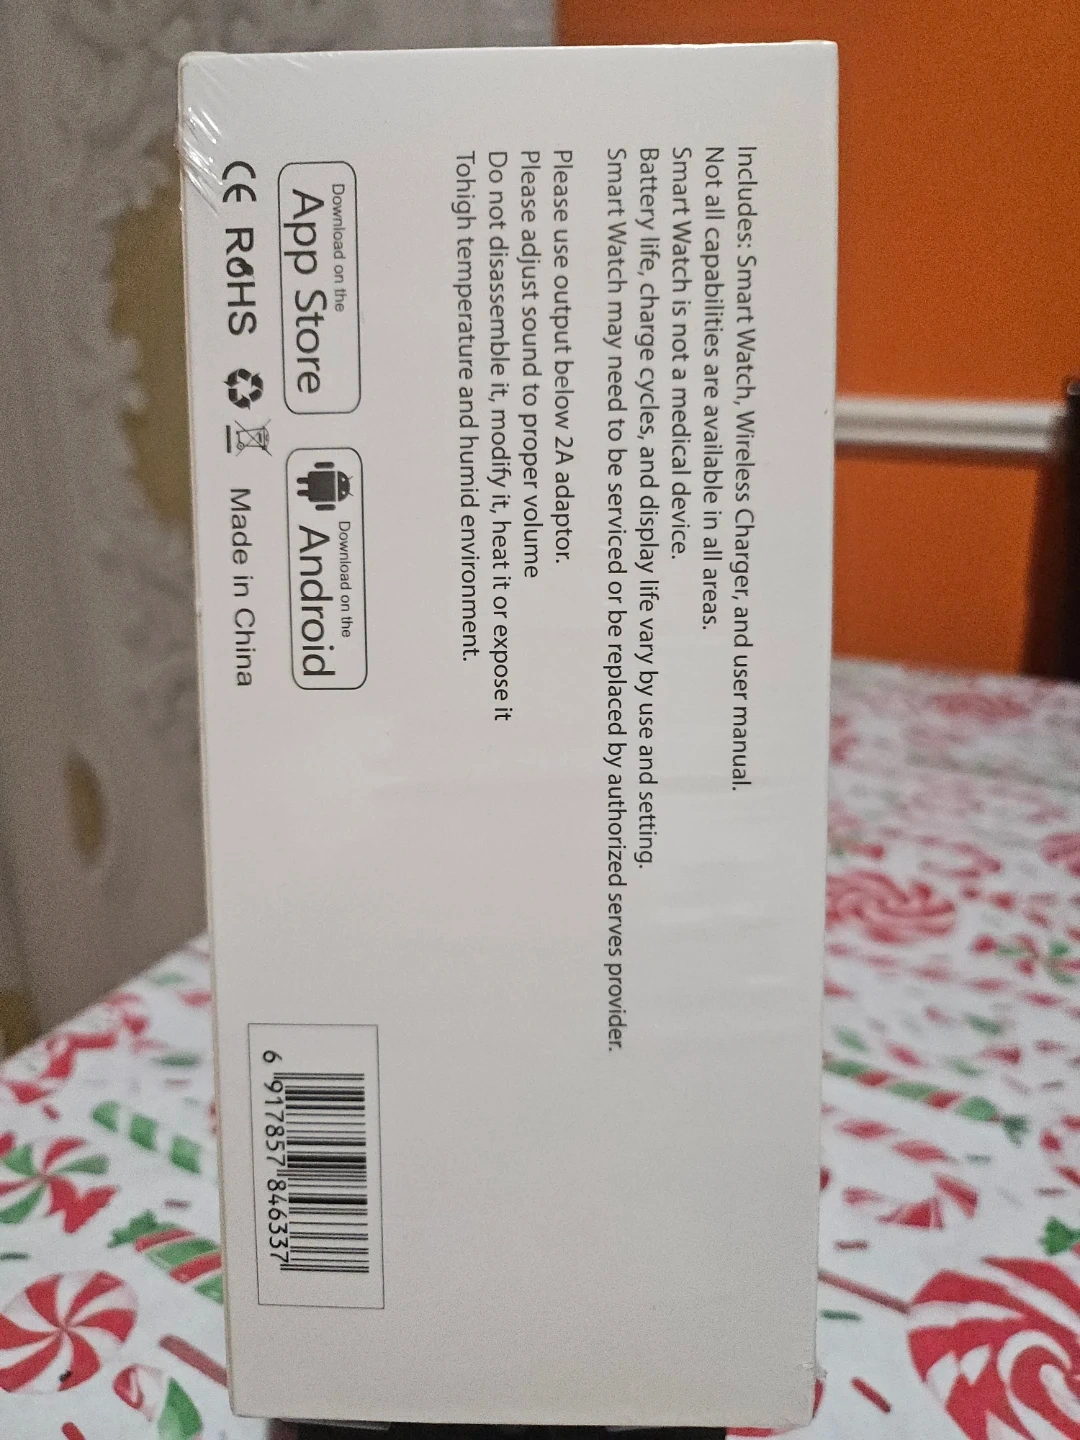 Includes: Smart Watch, Wireless Charger, and user manual.
Not all capabilities are available in all areas.
Smart Watch is not a medical device.
Battery life, charge cycles, and display life vary by use and setting.
Smart Watch may need to be serviced or be replaced by authorized serves provider.
Please use output below 2A adaptor.
Please adjust sound to proper volume
Do not disassemble it, modify it, heat it or expose it
Tohigh temperature and humid environment.
Download on the
App Store
Download on the
Android
CE RoHS Made in China
6 917857 846337